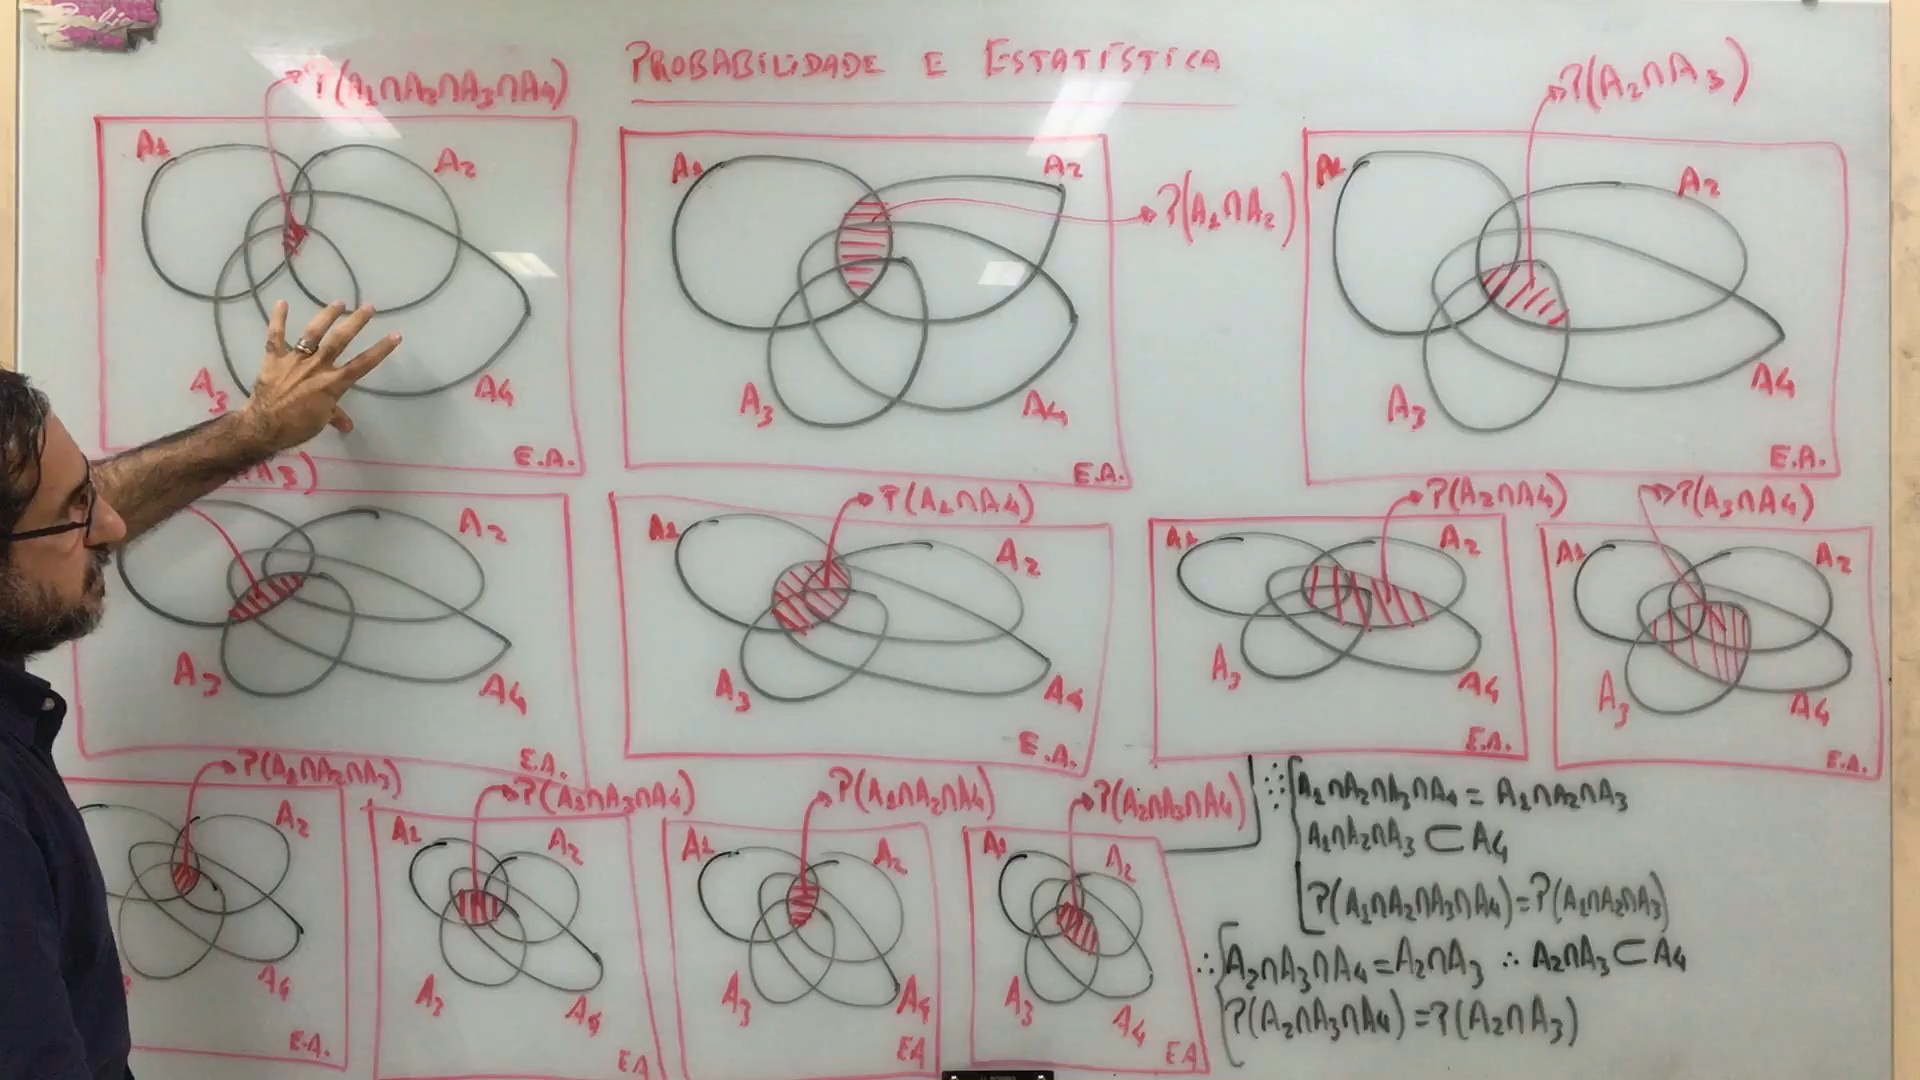 PROBABILIDADE E ESTATÍSTICA
P(A1∩A2∩A3∩A4)
A1
A2
A3
A4
E.A.
A1
A2
P(A1∩A2)
A3
A4
E.A.
P(A2∩A3)
A1
A2
A3
A4
E.A.
A3)
A2
A3
A4
E.A.
P(A1∩A4)
A1
A2
A3
A4
E.A.
P(A2∩A4)
A1
A2
A3
A4
E.A.
P(A3∩A4)
A1
A2
A3
A4
E.A.
P(A1∩A2∩A3)
A2
A4
E.A.
P(A1∩A3∩A4)
A1
A2
A3
A4
EA
P(A1∩A2∩A4)
A1
A2
A3
A4
EA
P(A2∩A3∩A4)
A1
A2
A3
A4
EA
∵ A1∩A2∩A3∩A4 = A1∩A2∩A3
A1∩A2∩A3 ⊂ A4
P(A1∩A2∩A3∩A4)=P(A1∩A2∩A3)
∴ A2∩A3∩A4=A2∩A3 ∴ A2∩A3 ⊂ A4
P(A2∩A3∩A4)=P(A2∩A3)